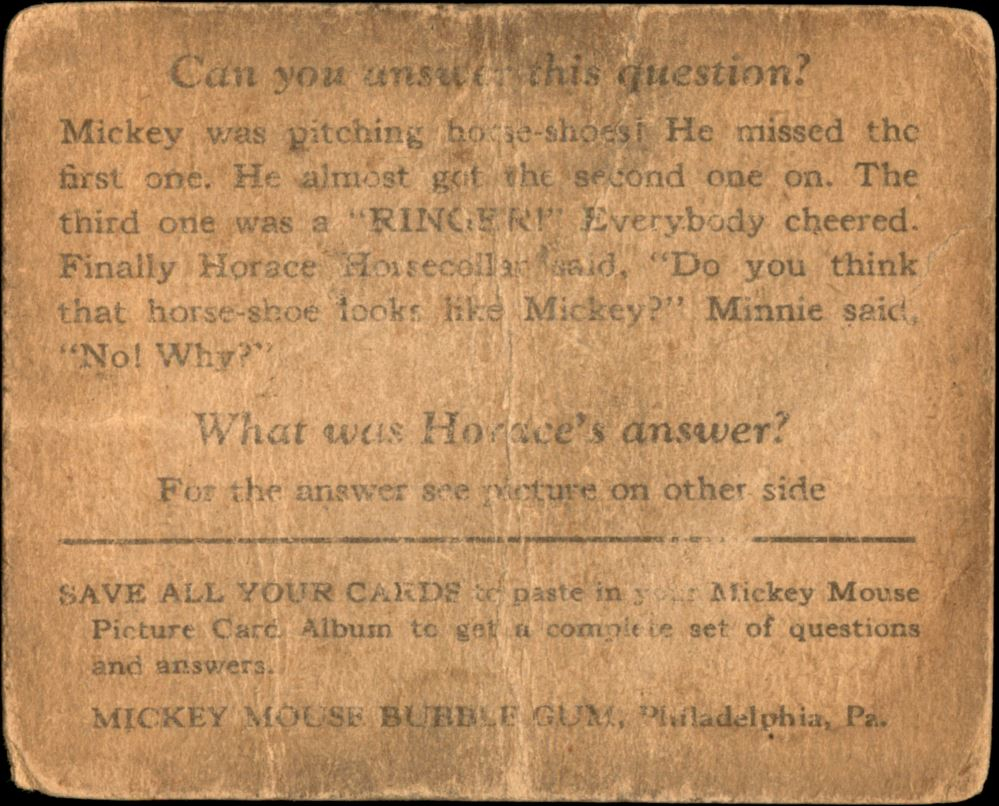 Can you answer this question?
Mickey was pitching horse-shoes! He missed the
first one. He almost got the second one on. The
third one was a “RINGER!” Everybody cheered.
Finally Horace Horsecollar said, “Do you think
that horse-shoe looks like Mickey?” Minnie said,
“No! Why?”
What was Horace's answer?
For the answer see picture on other side
SAVE ALL YOUR CARDS to paste in your Mickey Mouse
Picture Card Album to get a complete set of questions
and answers.
MICKEY MOUSE BUBBLE GUM, Philadelphia, Pa.